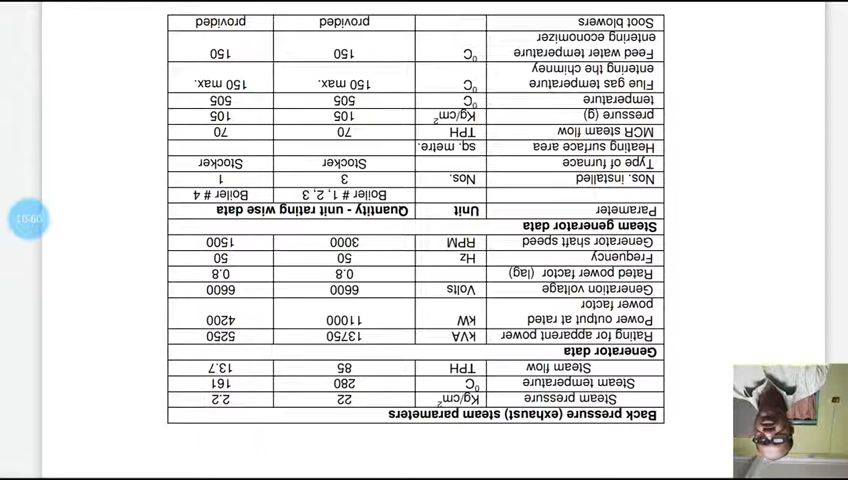 Back pressure (exhaust) steam parameters
Steam pressure Kg/cm2 22 2.2
Steam temperature 0C 280 161
Steam flow TPH 85 13.7
Generator data
Rating for apparent power KVA 13750 5250
Power output at rated power factor kW 11000 4200
Generation voltage Volts 6600 6600
Rated power factor (lag) 0.8 0.8
Frequency Hz 50 50
Generator shaft speed RPM 3000 1500
Steam generator data
Parameter Unit Quantity - unit rating wise data
Boiler # 1, 2, 3 Boiler # 4
Nos. installed Nos. 3 1
Type of furnace Stocker Stocker
Heating surface area sq. metre.
MCR steam flow TPH 70 70
pressure (g) Kg/cm2 105 105
temperature 0C 505 505
Flue gas temperature entering the chimney 0C 150 max. 150 max.
Feed water temperature entering economizer 0C 150 150
Soot blowers provided provided